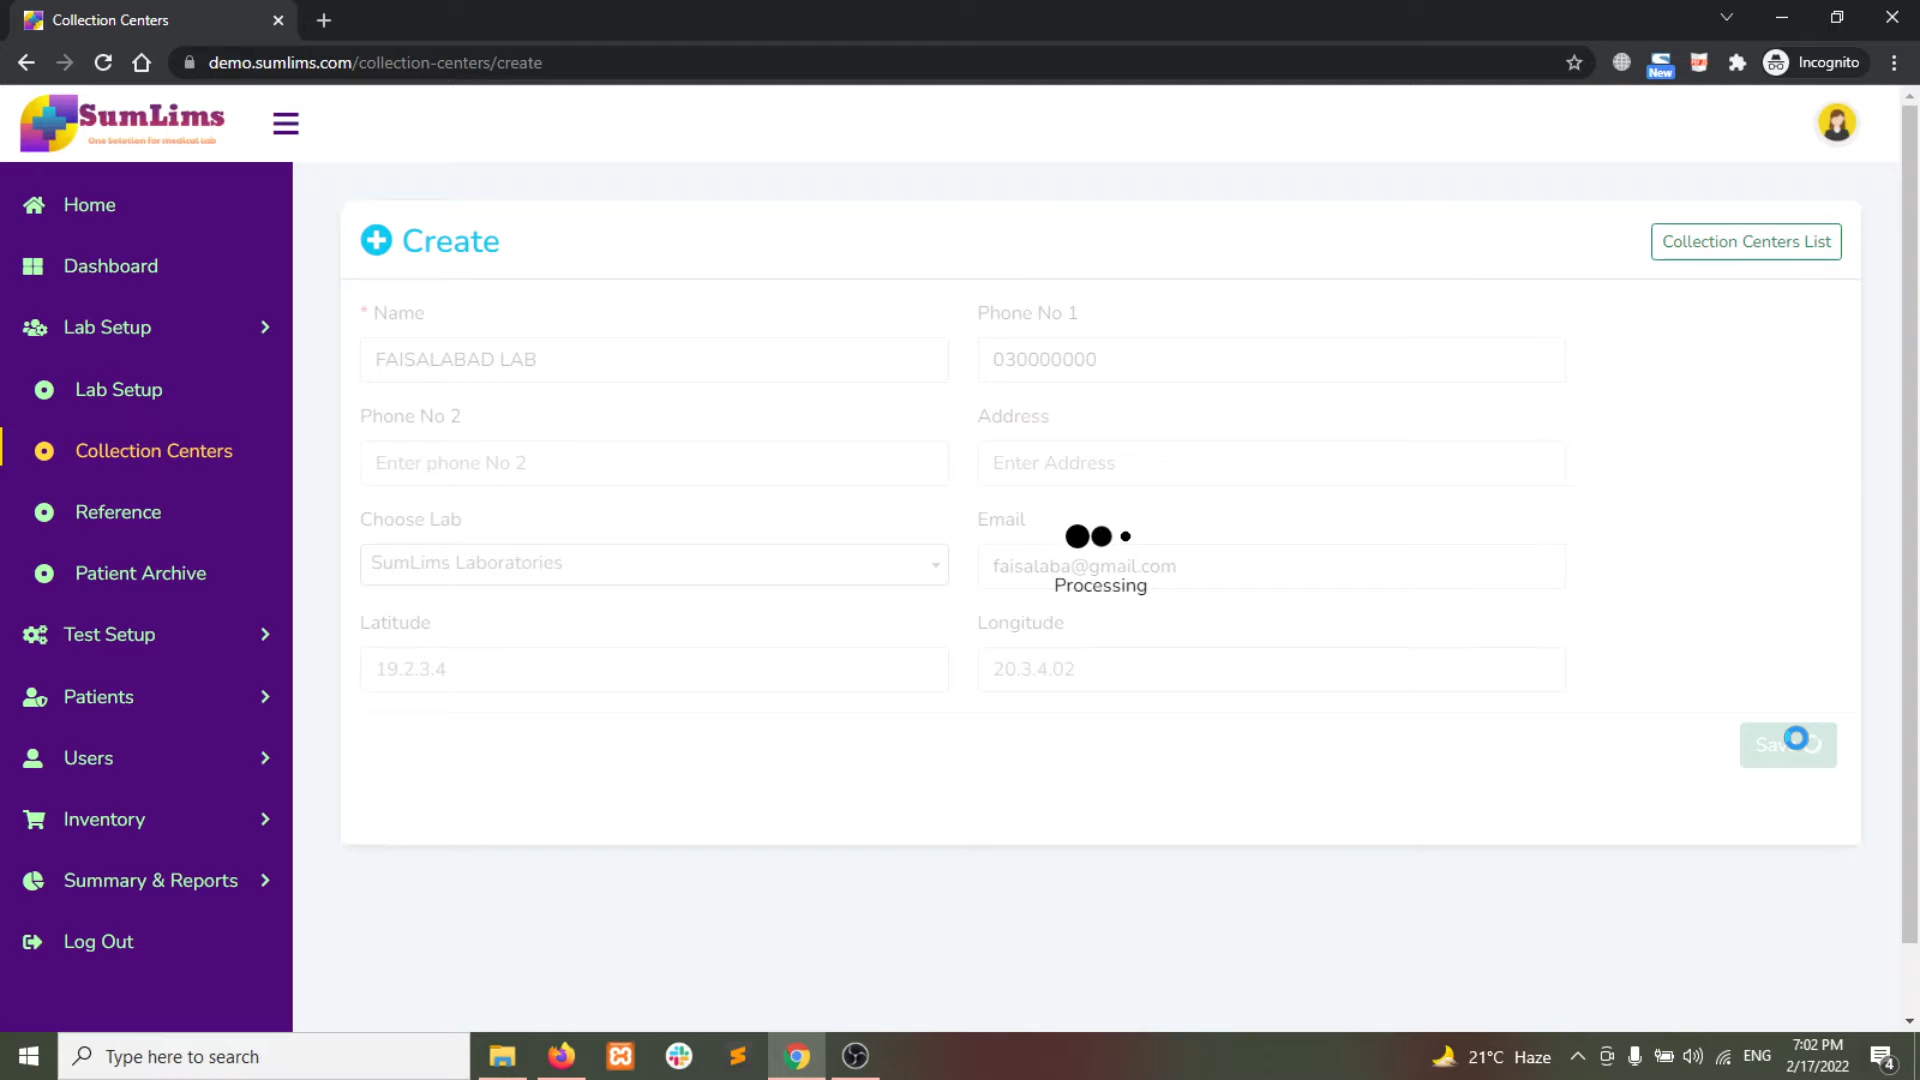 Collection Centers
demo.sumlims.com/collection-centers/create
New
Incognito
SumLims
One Solution for medical Lab
Home
Dashboard
Lab Setup
Lab Setup
Collection Centers
Reference
Patient Archive
Test Setup
Patients
Users
Inventory
Summary & Reports
Log Out
Create
Collection Centers List
* Name
Phone No 1
FAISALABAD LAB
030000000
Phone No 2
Address
Enter phone No 2
Enter Address
Choose Lab
Email
SumLims Laboratories
faisalaba@gmail.com
Processing
Latitude
Longitude
19.2.3.4
20.3.4.02
Type here to search
21°C Haze
ENG
7:02 PM
2/17/2022
4